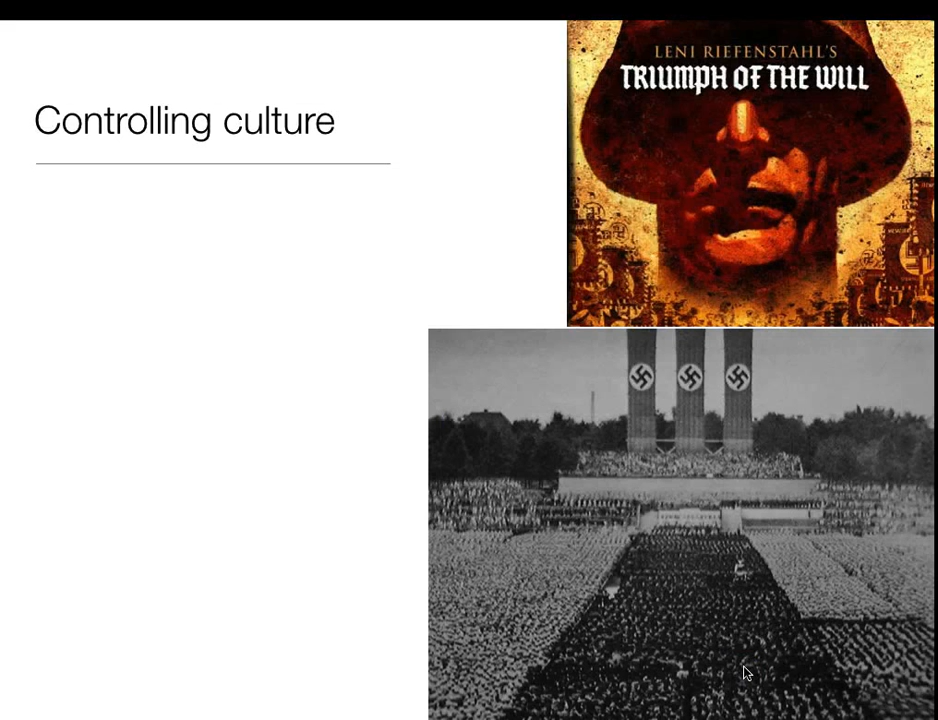 Controlling culture
LENI RIEFENSTAHL'S
TRIUMPH OF THE WILL